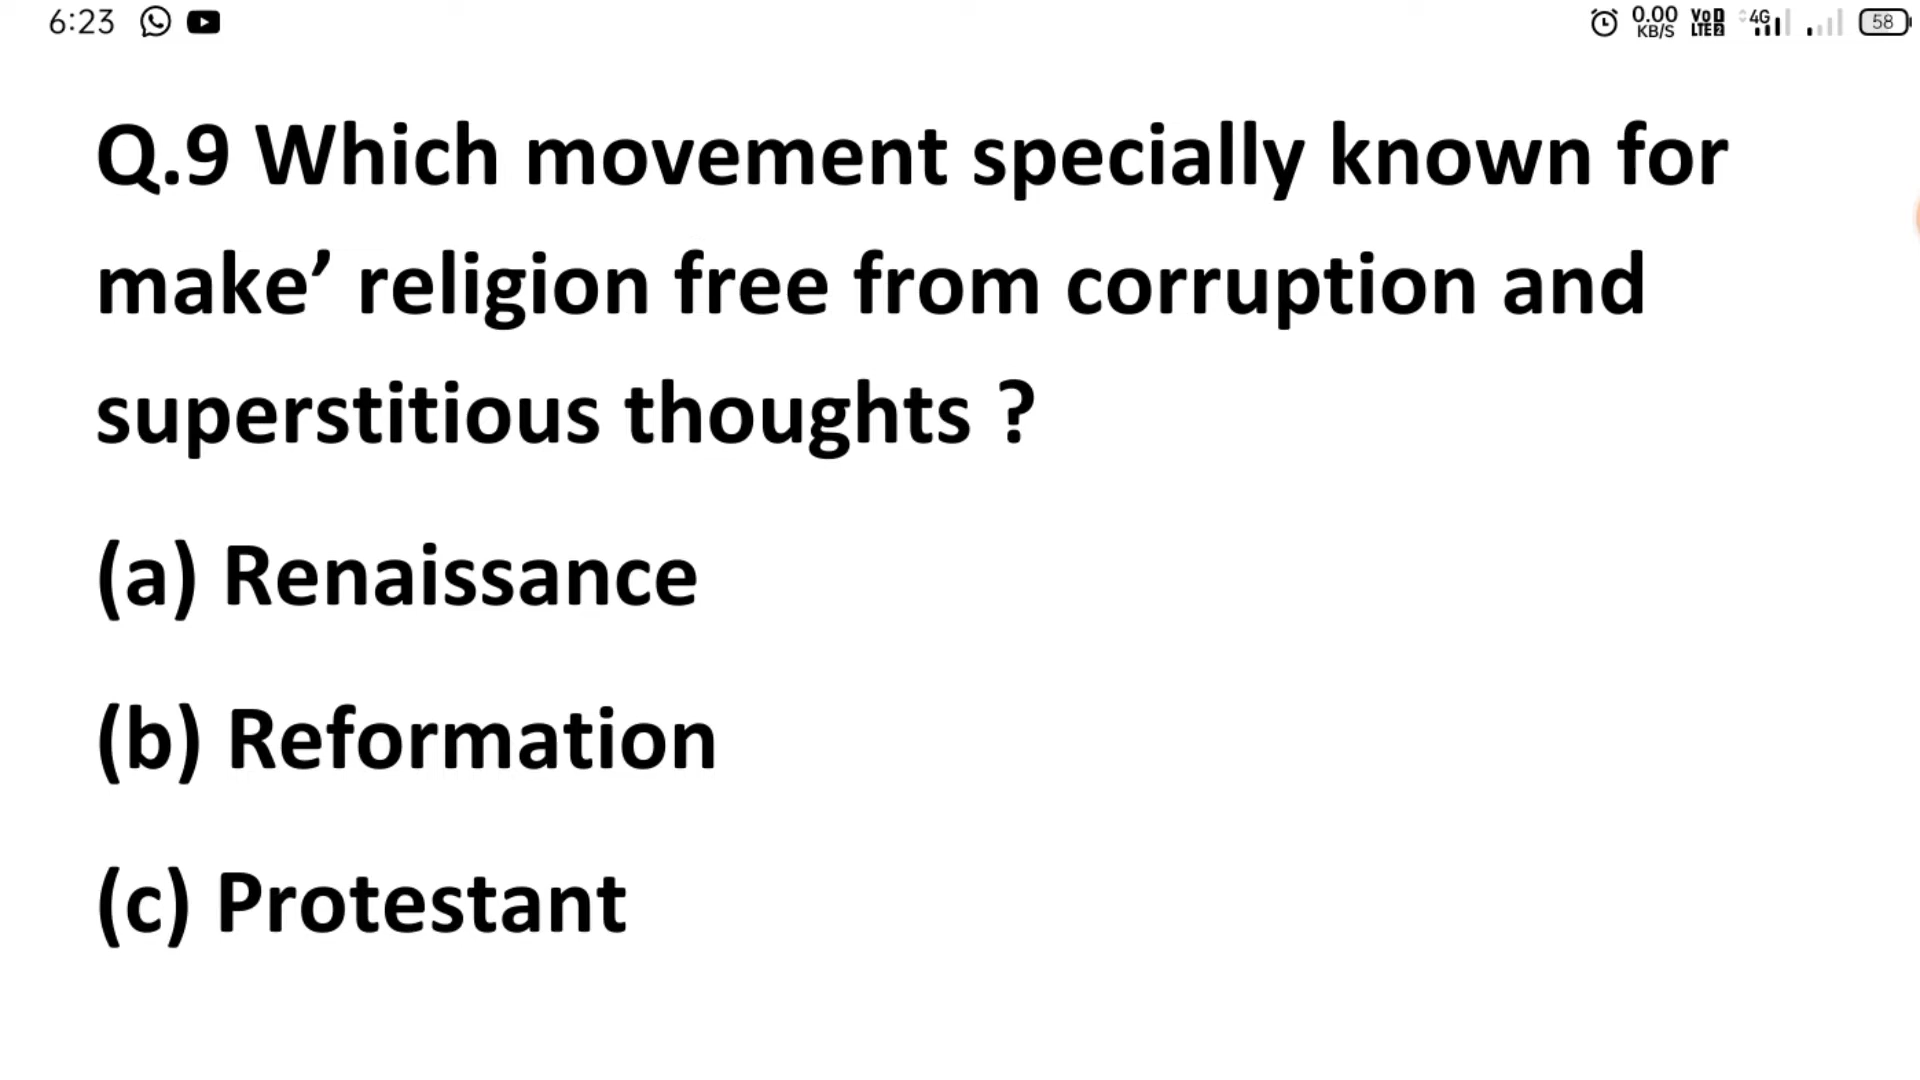 6:23 0.00 KB/S VoD LTE2 4G 58
Q.9 Which movement specially known for
make’ religion free from corruption and
superstitious thoughts ?
(a) Renaissance
(b) Reformation
(c) Protestant